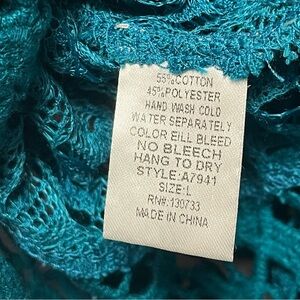 55%COTTON
45%POLYESTER
HAND WASH COLD
WATER SEPARATELY
COLOR EILL BLEED
NO BLEECH
HANG TO DRY
STYLE:A7941
SIZE:L
RN#:130733
MADE IN CHINA